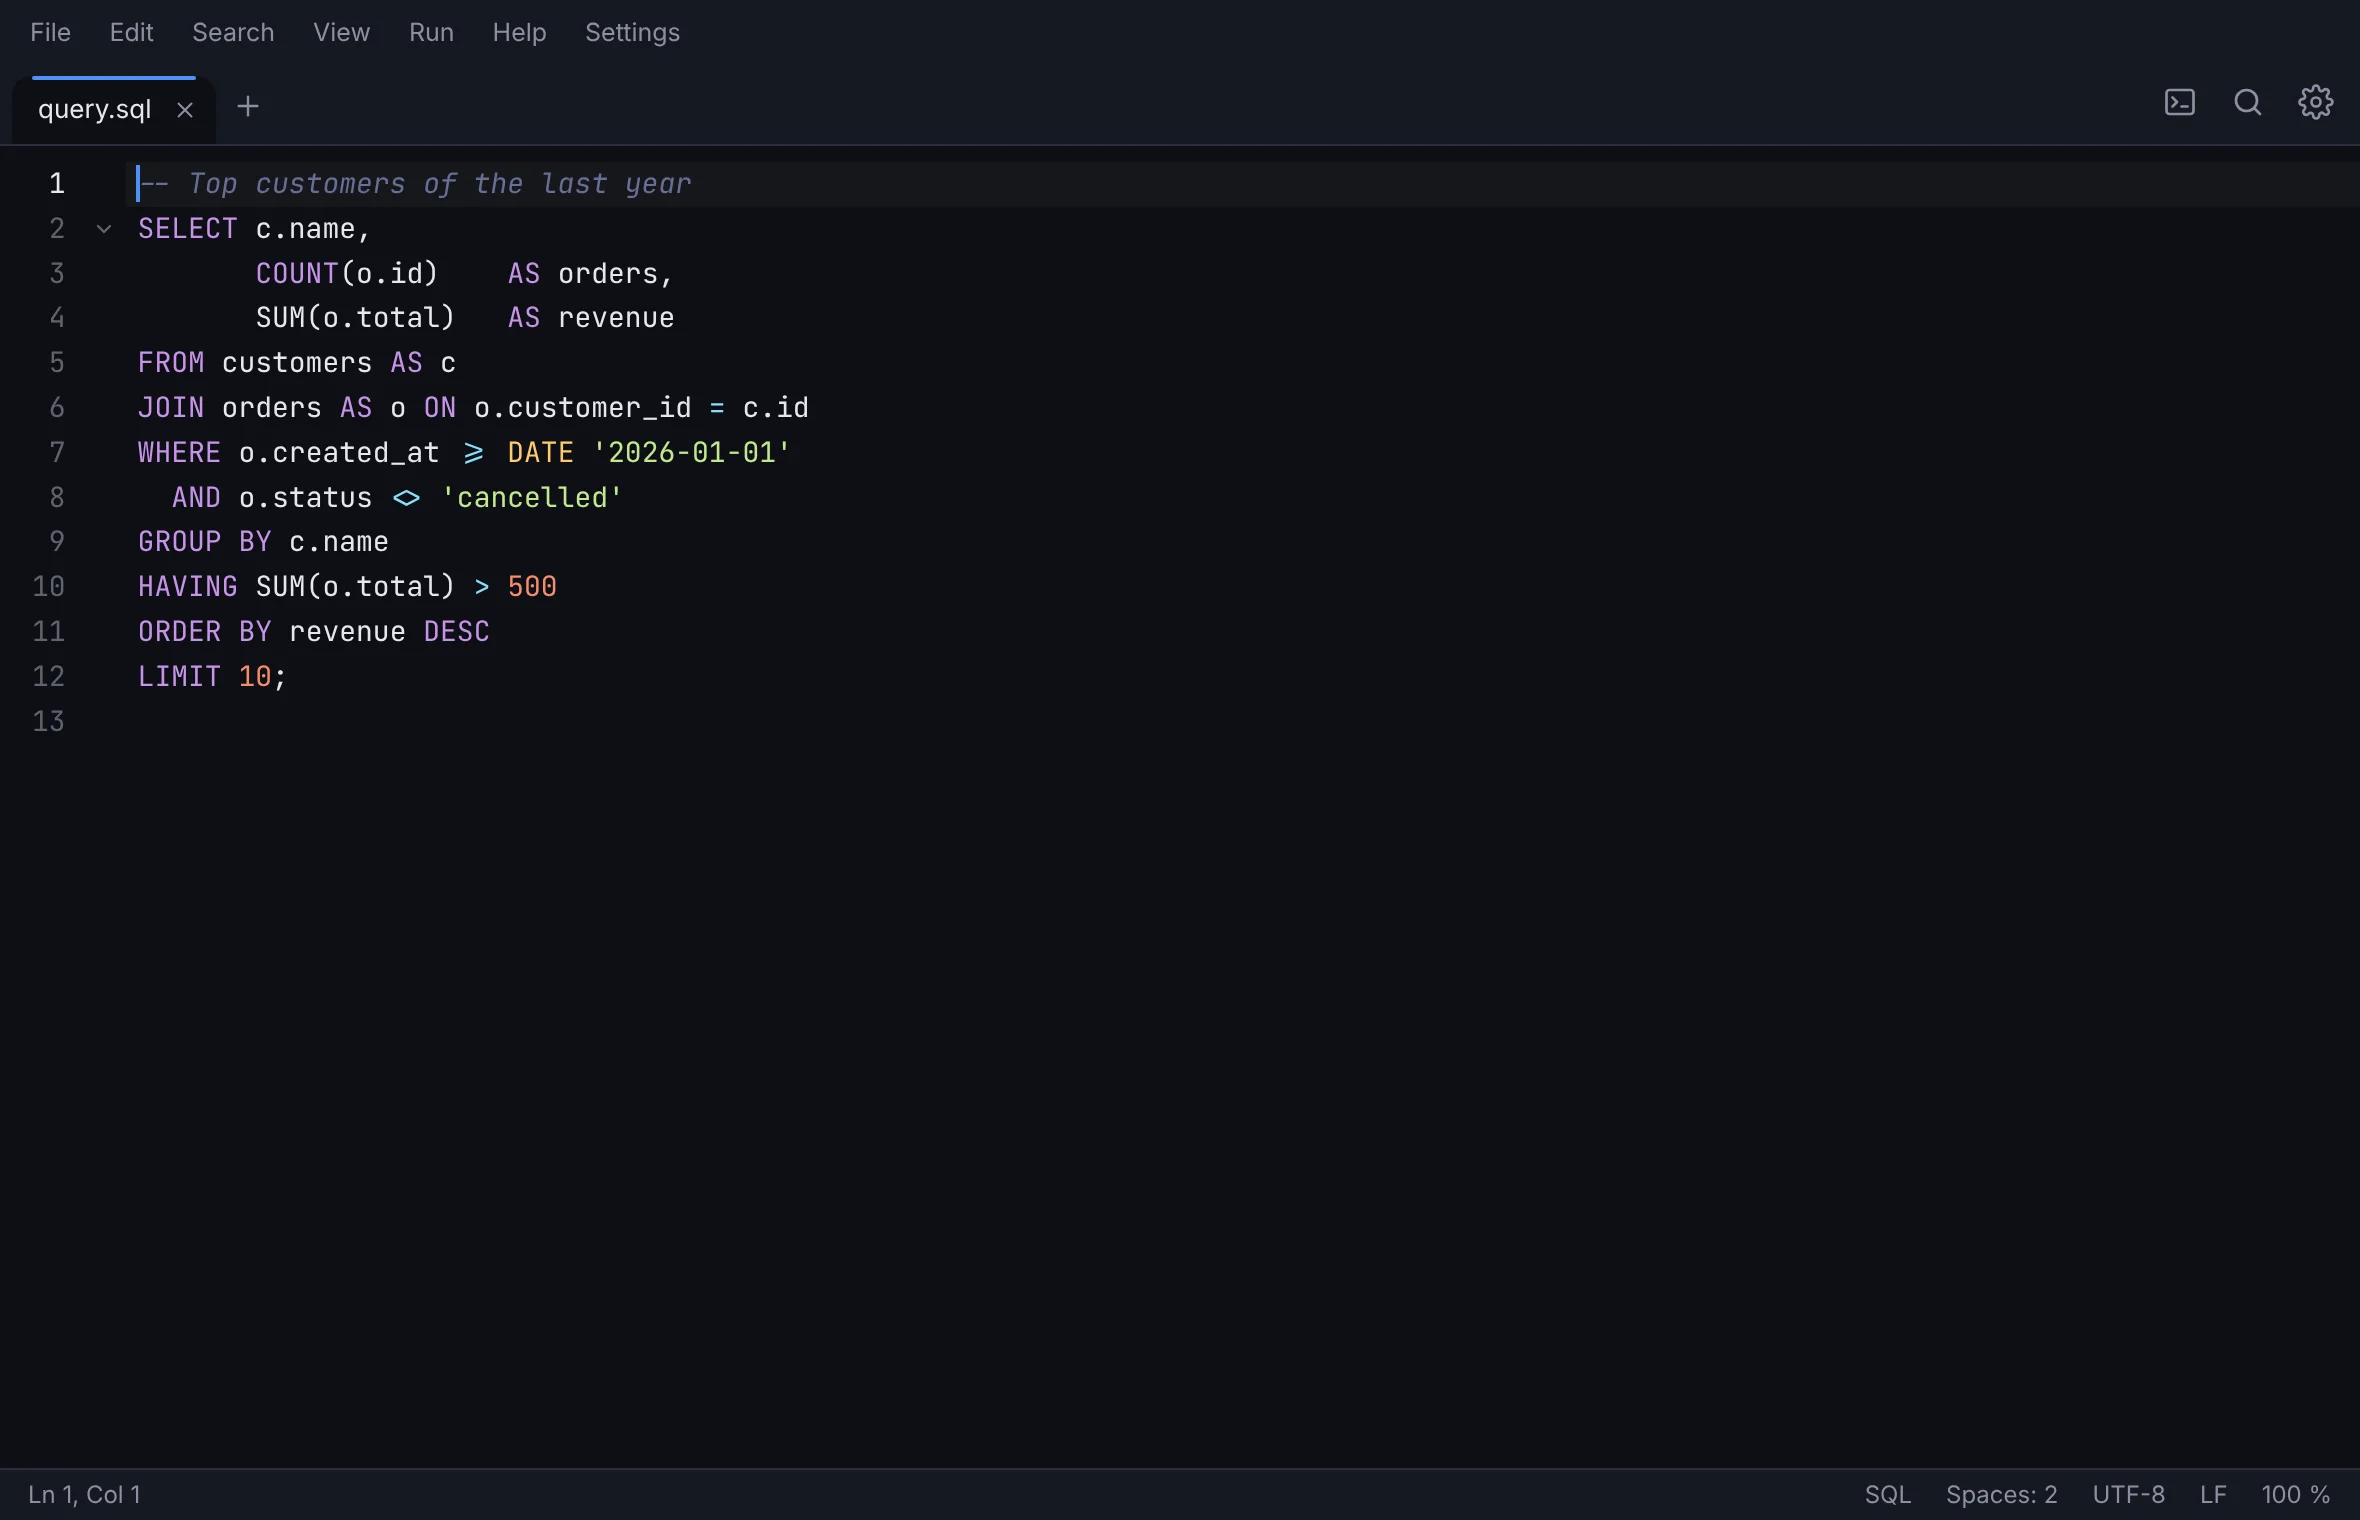 File Edit Search View Run Help Settings
query.sql
1 -- Top customers of the last year
2 SELECT c.name,
3        COUNT(o.id)    AS orders,
4        SUM(o.total)   AS revenue
5 FROM customers AS c
6 JOIN orders AS o ON o.customer_id = c.id
7 WHERE o.created_at >= DATE '2026-01-01'
8   AND o.status <> 'cancelled'
9 GROUP BY c.name
10 HAVING SUM(o.total) > 500
11 ORDER BY revenue DESC
12 LIMIT 10;
13
Ln 1, Col 1 SQL Spaces: 2 UTF-8 LF 100 %